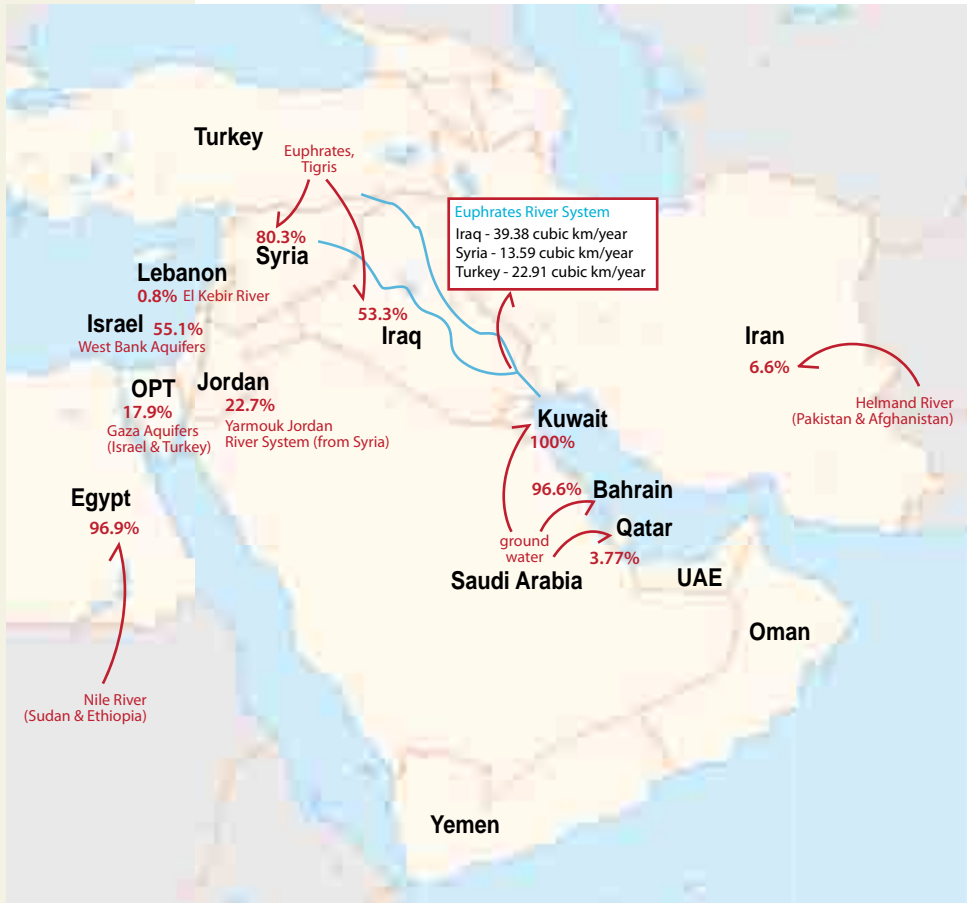 Turkey
Euphrates,
Tigris
80.3%
Syria
Euphrates River System
Iraq - 39.38 cubic km/year
Syria - 13.59 cubic km/year
Turkey - 22.91 cubic km/year
Lebanon
0.8% El Kebir River
Israel 55.1%
West Bank Aquifers
53.3%
Iraq
Iran
6.6%
Helmand River
(Pakistan & Afghanistan)
OPT
17.9%
Gaza Aquifers
(Israel & Turkey)
Jordan
22.7%
Yarmouk Jordan
River System (from Syria)
Kuwait
100%
Egypt
96.9%
96.6% Bahrain
Qatar
3.77%
ground
water
Saudi Arabia
UAE
Oman
Nile River
(Sudan & Ethiopia)
Yemen